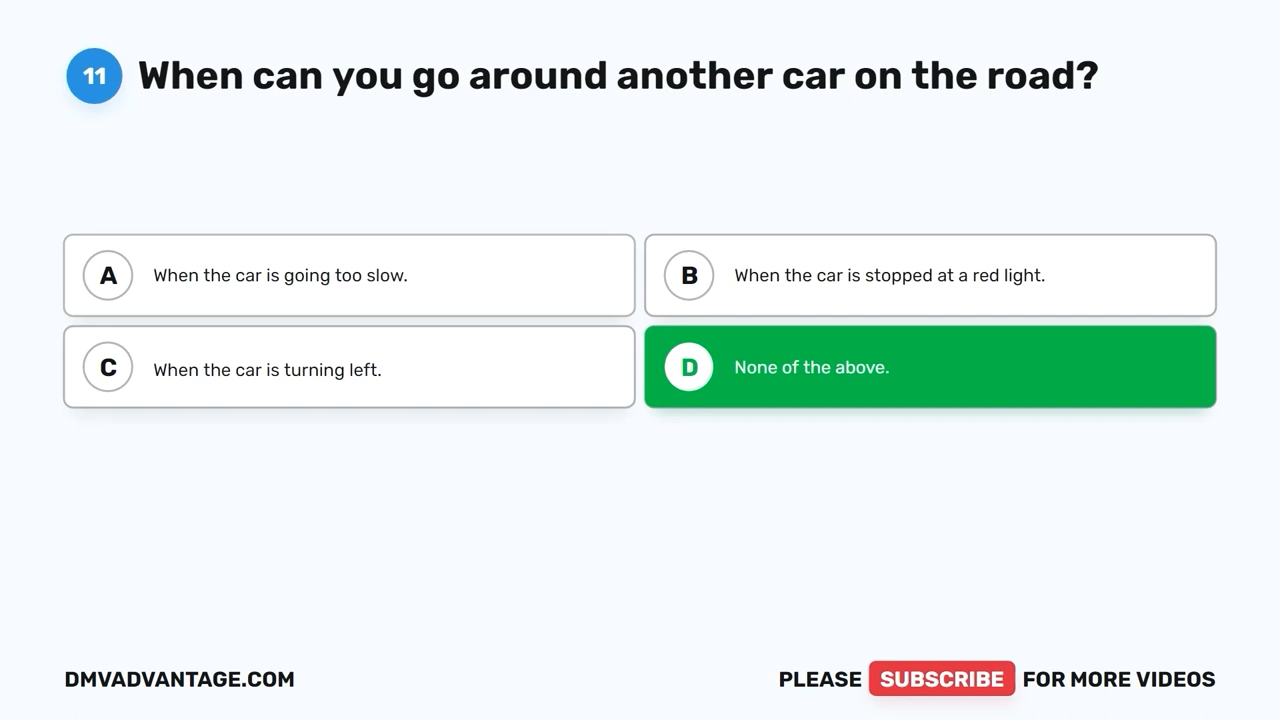 11 When can you go around another car on the road?
A When the car is going too slow.
B When the car is stopped at a red light.
C When the car is turning left.
D None of the above.
DMVADVANTAGE.COM
PLEASE SUBSCRIBE FOR MORE VIDEOS